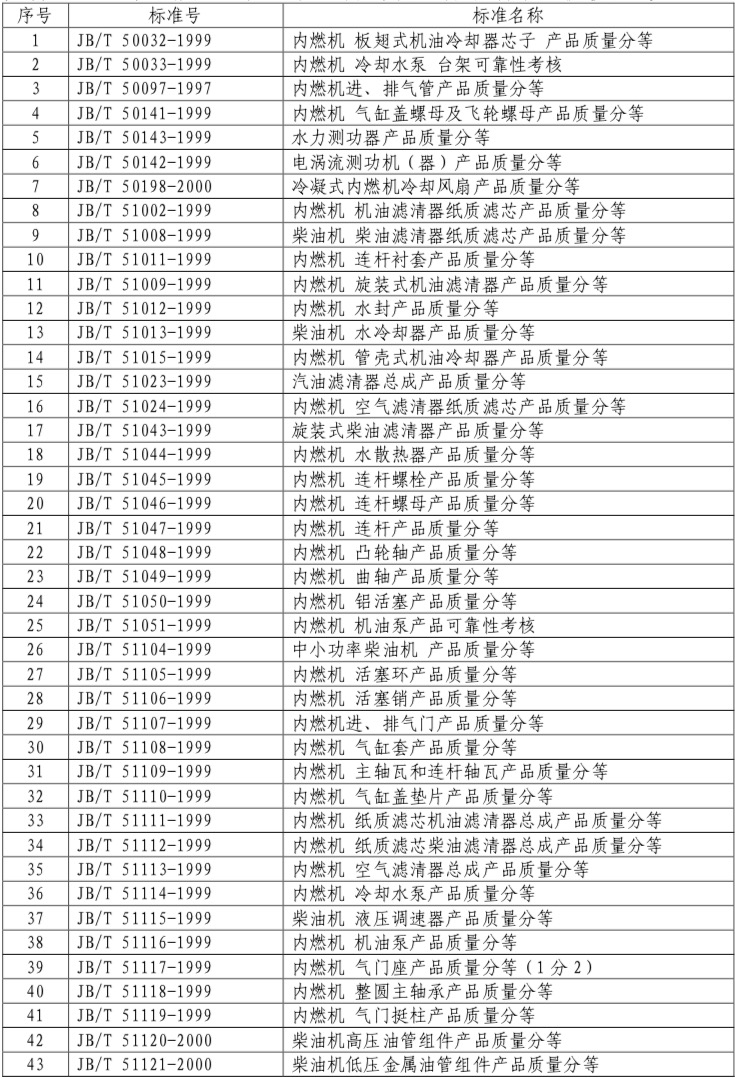 序号 标准号 标准名称
1 JB/T 50032-1999 内燃机 板翅式机油冷却器芯子 产品质量分等
2 JB/T 50033-1999 内燃机 冷却水泵 台架可靠性考核
3 JB/T 50097-1997 内燃机进、排气管产品质量分等
4 JB/T 50141-1999 内燃机 气缸盖螺母及飞轮螺母产品质量分等
5 JB/T 50143-1999 水力测功器产品质量分等
6 JB/T 50142-1999 电涡流测功机(器)产品质量分等
7 JB/T 50198-2000 冷凝式内燃机冷却风扇产品质量分等
8 JB/T 51002-1999 内燃机 机油滤清器纸质滤芯产品质量分等
9 JB/T 51008-1999 柴油机 柴油滤清器纸质滤芯产品质量分等
10 JB/T 51011-1999 内燃机 连杆衬套产品质量分等
11 JB/T 51009-1999 内燃机 旋装式机油滤清器产品质量分等
12 JB/T 51012-1999 内燃机 水封产品质量分等
13 JB/T 51013-1999 柴油机 水冷却器产品质量分等
14 JB/T 51015-1999 内燃机 管壳式机油冷却器产品质量分等
15 JB/T 51023-1999 汽油滤清器总成产品质量分等
16 JB/T 51024-1999 内燃机 空气滤清器纸质滤芯产品质量分等
17 JB/T 51043-1999 旋装式柴油滤清器产品质量分等
18 JB/T 51044-1999 内燃机 水散热器产品质量分等
19 JB/T 51045-1999 内燃机 连杆螺栓产品质量分等
20 JB/T 51046-1999 内燃机 连杆螺母产品质量分等
21 JB/T 51047-1999 内燃机 连杆产品质量分等
22 JB/T 51048-1999 内燃机 凸轮轴产品质量分等
23 JB/T 51049-1999 内燃机 曲轴产品质量分等
24 JB/T 51050-1999 内燃机 铝活塞产品质量分等
25 JB/T 51051-1999 内燃机 机油泵产品可靠性考核
26 JB/T 51104-1999 中小功率柴油机 产品质量分等
27 JB/T 51105-1999 内燃机 活塞环产品质量分等
28 JB/T 51106-1999 内燃机 活塞销产品质量分等
29 JB/T 51107-1999 内燃机进、排气门产品质量分等
30 JB/T 51108-1999 内燃机 气缸套产品质量分等
31 JB/T 51109-1999 内燃机 主轴瓦和连杆轴瓦产品质量分等
32 JB/T 51110-1999 内燃机 气缸盖垫片产品质量分等
33 JB/T 51111-1999 内燃机 纸质滤芯机油滤清器总成产品质量分等
34 JB/T 51112-1999 内燃机 纸质滤芯柴油滤清器总成产品质量分等
35 JB/T 51113-1999 内燃机 空气滤清器总成产品质量分等
36 JB/T 51114-1999 内燃机 冷却水泵产品质量分等
37 JB/T 51115-1999 柴油机 液压调速器产品质量分等
38 JB/T 51116-1999 内燃机 机油泵产品质量分等
39 JB/T 51117-1999 内燃机 气门座产品质量分等(1分2)
40 JB/T 51118-1999 内燃机 整圆主轴承产品质量分等
41 JB/T 51119-1999 内燃机 气门挺柱产品质量分等
42 JB/T 51120-2000 柴油机高压油管组件产品质量分等
43 JB/T 51121-2000 柴油机低压金属油管组件产品质量分等